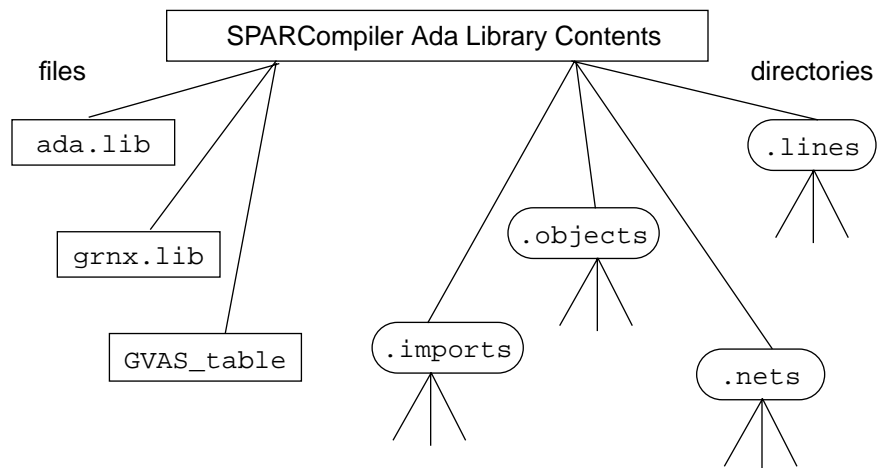 SPARCompiler Ada Library Contents
files
directories
ada.lib
.lines
.objects
grnx.lib
.imports
GVAS_table
.nets